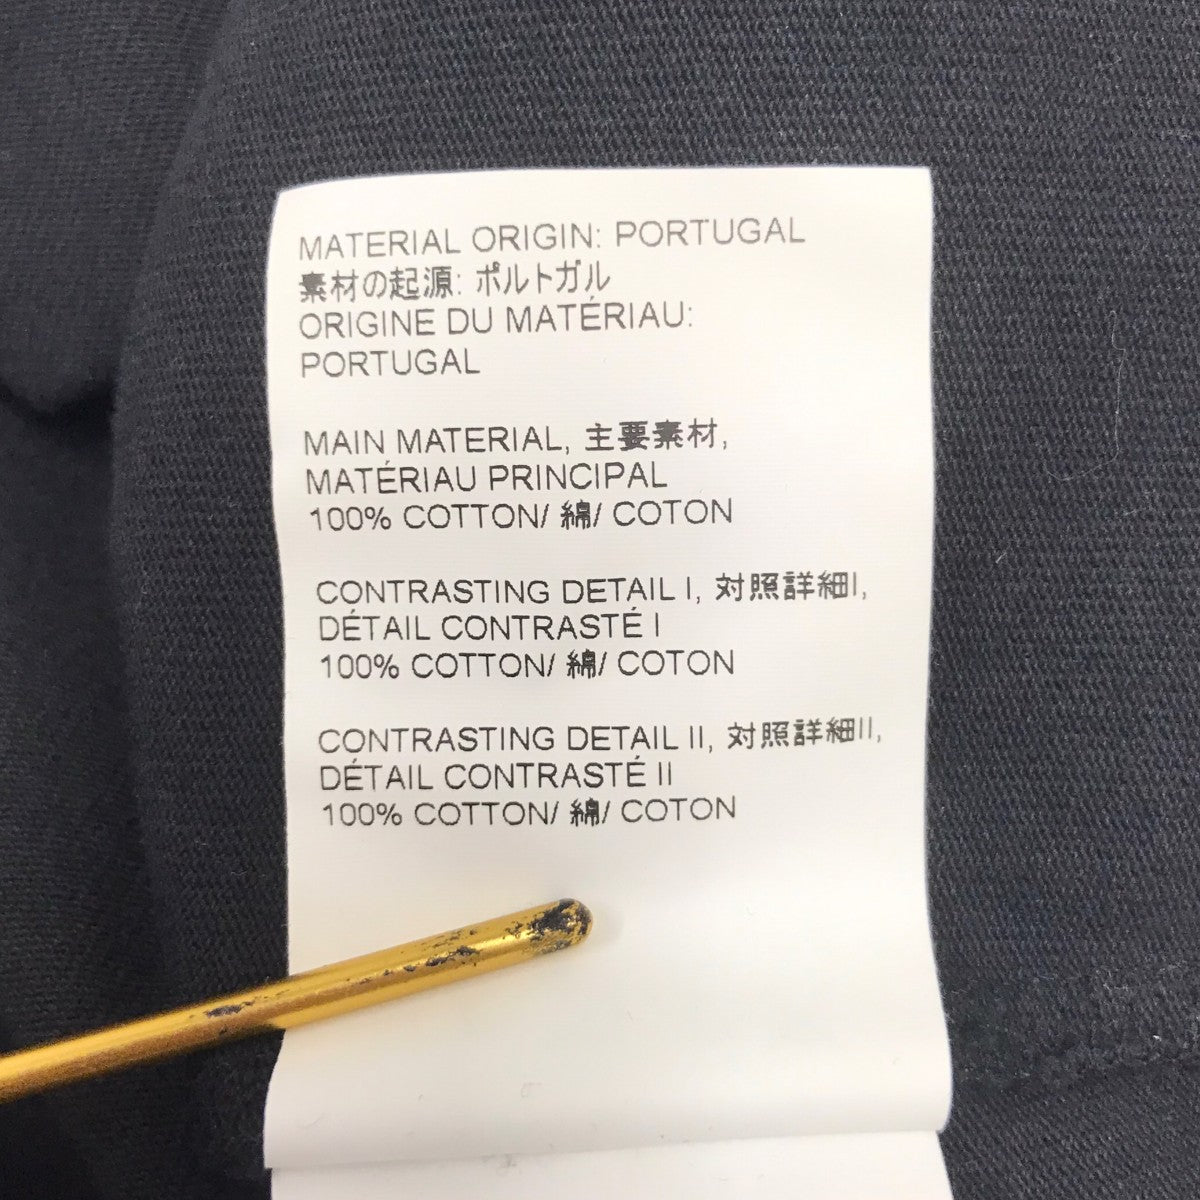 MATERIAL ORIGIN: PORTUGAL
素材の起源: ポルトガル
ORIGINE DU MATÉRIAU:
PORTUGAL
MAIN MATERIAL, 主要素材,
MATÉRIAU PRINCIPAL
100% COTTON/ 綿/ COTON
CONTRASTING DETAIL I, 対照詳細I,
DÉTAIL CONTRASTÉ I
100% COTTON/ 綿/ COTON
CONTRASTING DETAIL II, 対照詳細II,
DÉTAIL CONTRASTÉ II
100% COTTON/ 綿/ COTON